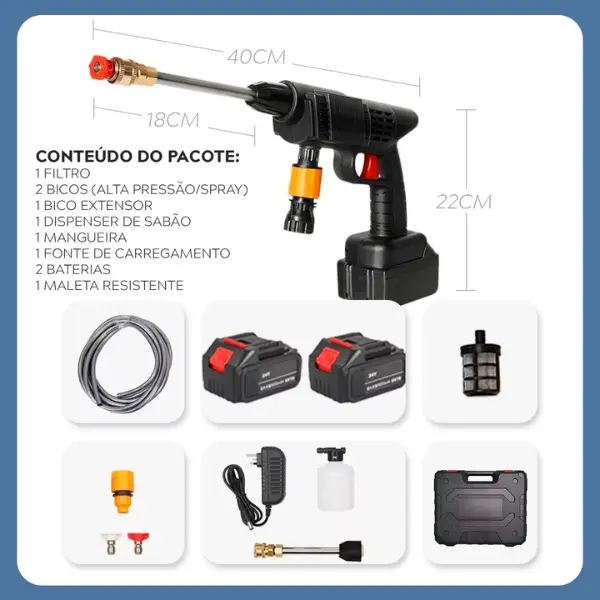 40CM
18CM
22CM
CONTEÚDO DO PACOTE:
1 FILTRO
2 BICOS (ALTA PRESSÃO/SPRAY)
1 BICO EXTENSOR
1 DISPENSER DE SABÃO
1 MANGUEIRA
1 FONTE DE CARREGAMENTO
2 BATERIAS
1 MALETA RESISTENTE